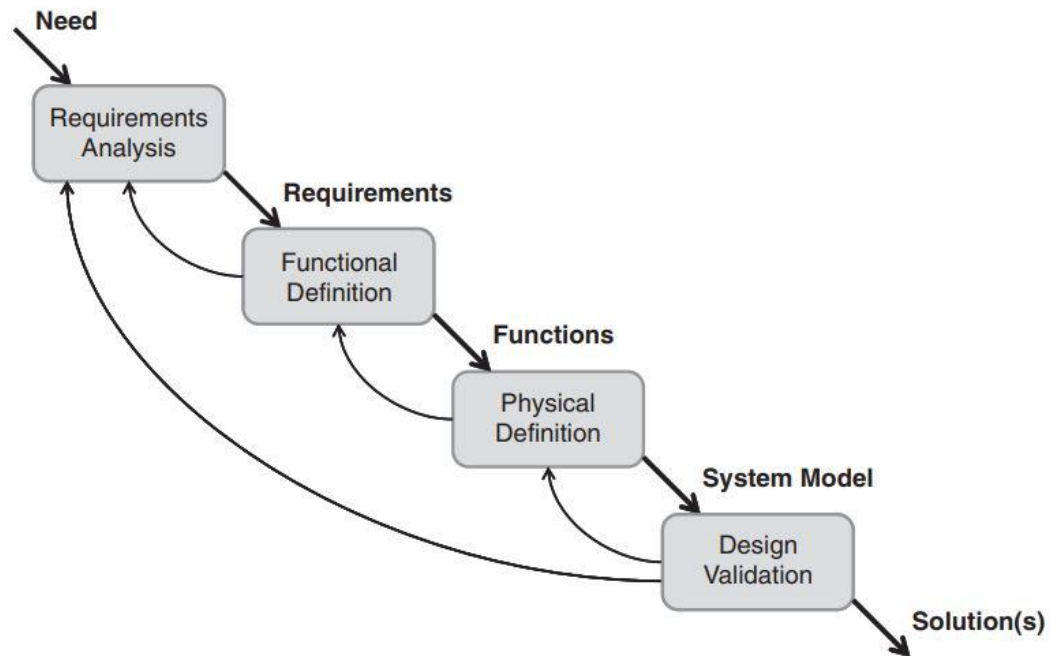 Need
Requirements
Analysis
Requirements
Functional
Definition
Functions
Physical
Definition
System Model
Design
Validation
Solution(s)